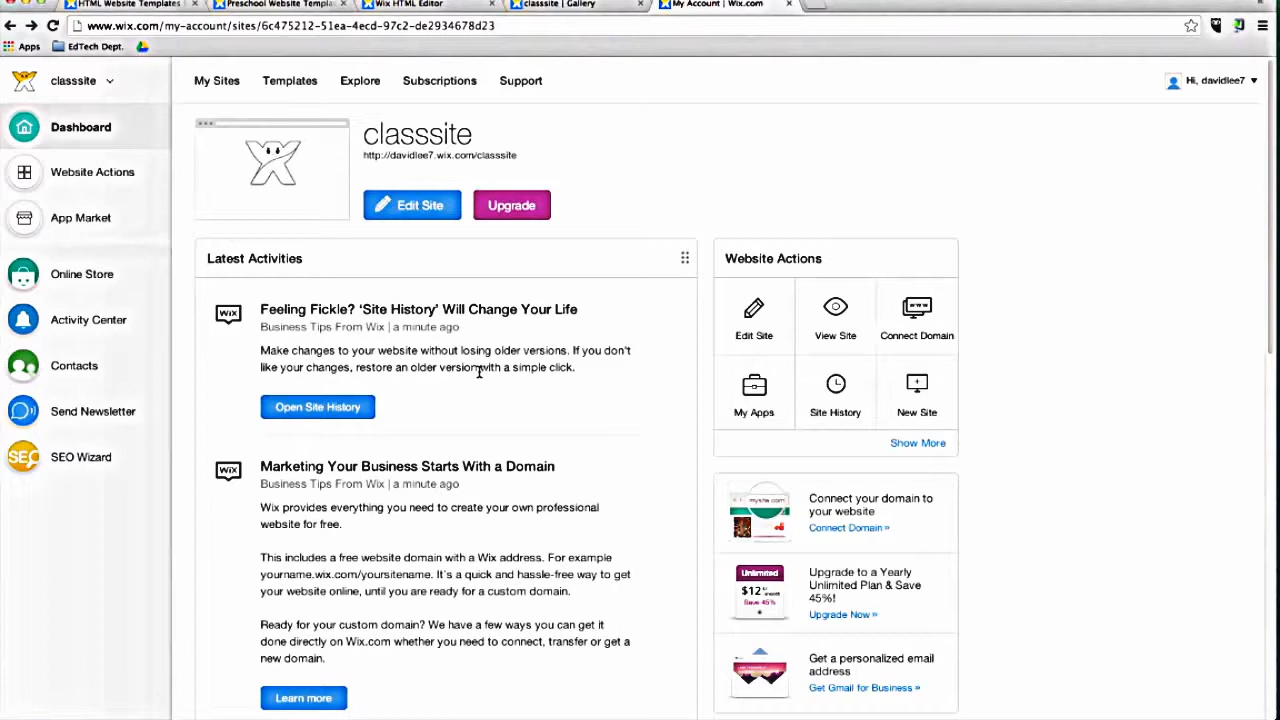 HTML Website Templates
Preschool Website Templa
Wix HTML Editor
classsite | Gallery
My Account | Wix.com
www.wix.com/my-account/sites/6c475212-51ea-4ecd-97c2-de2934678d23
Apps
EdTech Dept.
classsite
My Sites
Templates
Explore
Subscriptions
Support
Hi, davidlee7
Dashboard
Website Actions
App Market
Online Store
Activity Center
Contacts
Send Newsletter
SEO
SEO Wizard
classsite
http://davidlee7.wix.com/classsite
Edit Site
Upgrade
Latest Activities
WiX
Feeling Fickle? 'Site History' Will Change Your Life
Business Tips From Wix | a minute ago
Make changes to your website without losing older versions. If you don't
like your changes, restore an older version with a simple click.
Open Site History
WiX
Marketing Your Business Starts With a Domain
Business Tips From Wix | a minute ago
Wix provides everything you need to create your own professional
website for free.
This includes a free website domain with a Wix address. For example
yourname.wix.com/yoursitename. It's a quick and hassle-free way to get
your website online, until you are ready for a custom domain.
Ready for your custom domain? We have a few ways you can get it
done directly on Wix.com whether you need to connect, transfer or get a
new domain.
Learn more
Website Actions
Edit Site
View Site
www
Connect Domain
My Apps
Site History
New Site
Show More
mysite.com
Connect your domain to
your website
Connect Domain »
Unlimited
$12
Save 45%
Upgrade to a Yearly
Unlimited Plan & Save
45%!
Upgrade Now »
Get a personalized email
address
Get Gmail for Business »